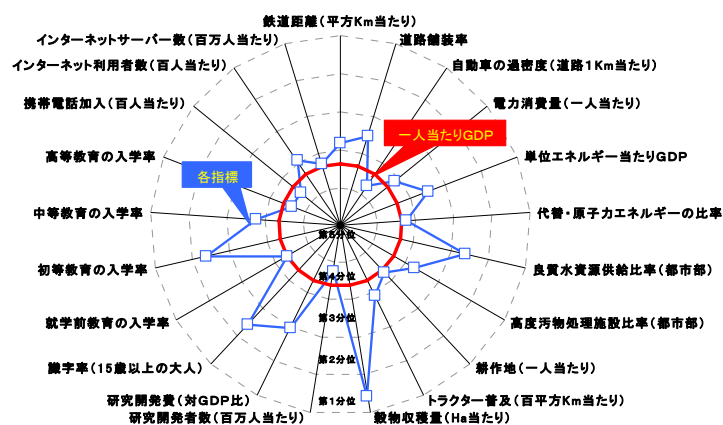 鉄道距離(平方Km当たり)
インターネットサーバー数(百万人当たり)
道路舗装率
インターネット利用者数(百人当たり)
自動車の過密度(道路1Km当たり)
携帯電話加入(百人当たり)
電力消費量(一人当たり)
一人当たりGDP
高等教育の入学率
単位エネルギー当たりGDP
各指標
中等教育の入学率
代替・原子力エネルギーの比率
第5分位
初等教育の入学率
良質水資源供給比率(都市部)
第4分位
就学前教育の入学率
高度汚物処理施設比率(都市部)
第3分位
識字率(15歳以上の大人)
耕作地(一人当たり)
第2分位
研究開発費(対GDP比)
トラクター普及(百平方Km当たり)
第1分位
研究開発者数(百万人当たり)
穀物収穫量(Ha当たり)